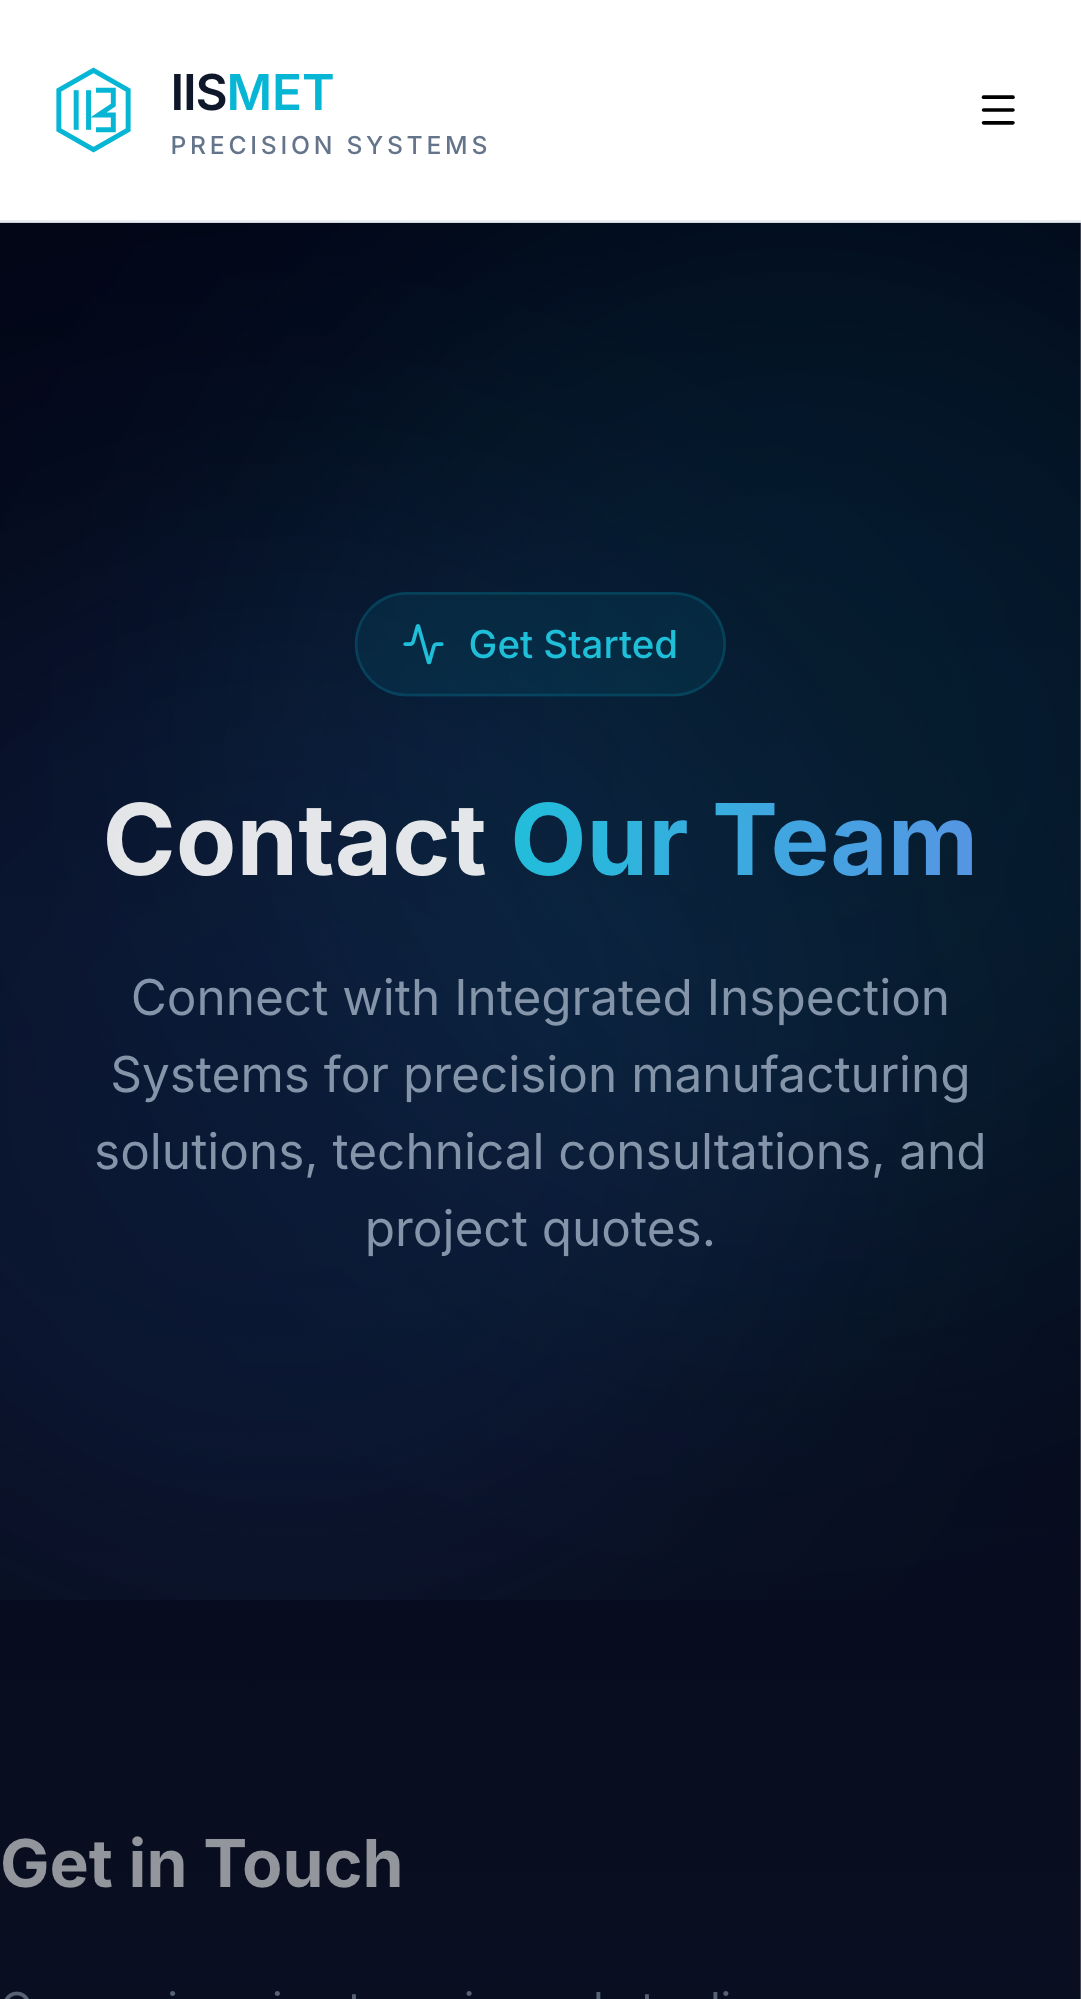 IISMET
PRECISION SYSTEMS
Get Started
Contact Our Team
Connect with Integrated Inspection
Systems for precision manufacturing
solutions, technical consultations, and
project quotes.
Get in Touch